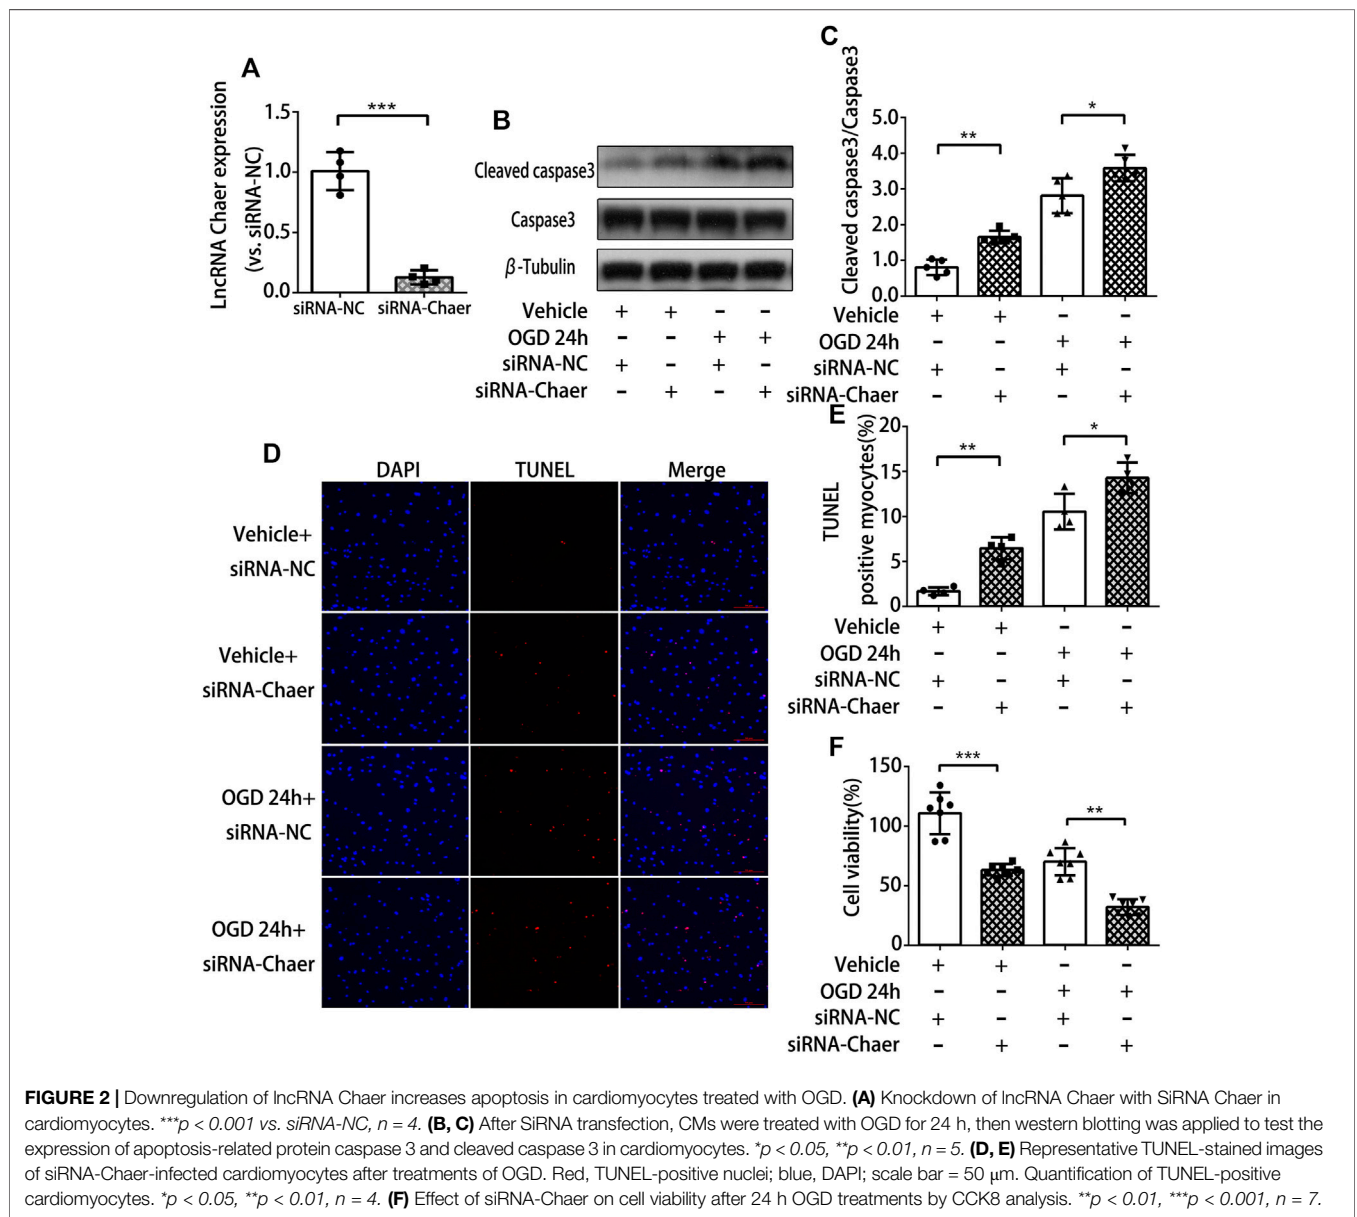 A
LncRNA Chaer expression
(vs. siRNA-NC)
1.5
1.0
0.5
0.0
***
siRNA-NC siRNA-Chaer
B
Cleaved caspase3
Caspase3
β-Tubulin
Vehicle + + - -
OGD 24h - - + +
siRNA-NC + - + -
siRNA-Chaer - + - +
C
Cleaved caspase3/Caspase3
5.0
4.0
3.0
2.0
1.0
0.0
**
*
Vehicle + + - -
OGD 24h - - + +
siRNA-NC + - + -
siRNA-Chaer - + - +
D
DAPI TUNEL Merge
Vehicle+
siRNA-NC
Vehicle+
siRNA-Chaer
OGD 24h+
siRNA-NC
OGD 24h+
siRNA-Chaer
E
TUNEL
positive myocytes(%)
20
15
10
5
0
**
*
Vehicle + + - -
OGD 24h - - + +
siRNA-NC + - + -
siRNA-Chaer - + - +
F
Cell viability(%)
150
100
50
0
***
**
Vehicle + + - -
OGD 24h - - + +
siRNA-NC + - + -
siRNA-Chaer - + - +
FIGURE 2 | Downregulation of lncRNA Chaer increases apoptosis in cardiomyocytes treated with OGD. (A) Knockdown of lncRNA Chaer with SiRNA Chaer in
cardiomyocytes. ***p < 0.001 vs. siRNA-NC, n = 4. (B, C) After SiRNA transfection, CMs were treated with OGD for 24 h, then western blotting was applied to test the
expression of apoptosis-related protein caspase 3 and cleaved caspase 3 in cardiomyocytes. *p < 0.05, **p < 0.01, n = 5. (D, E) Representative TUNEL-stained images
of siRNA-Chaer-infected cardiomyocytes after treatments of OGD. Red, TUNEL-positive nuclei; blue, DAPI; scale bar = 50 μm. Quantification of TUNEL-positive
cardiomyocytes. *p < 0.05, **p < 0.01, n = 4. (F) Effect of siRNA-Chaer on cell viability after 24 h OGD treatments by CCK8 analysis. **p < 0.01, ***p < 0.001, n = 7.